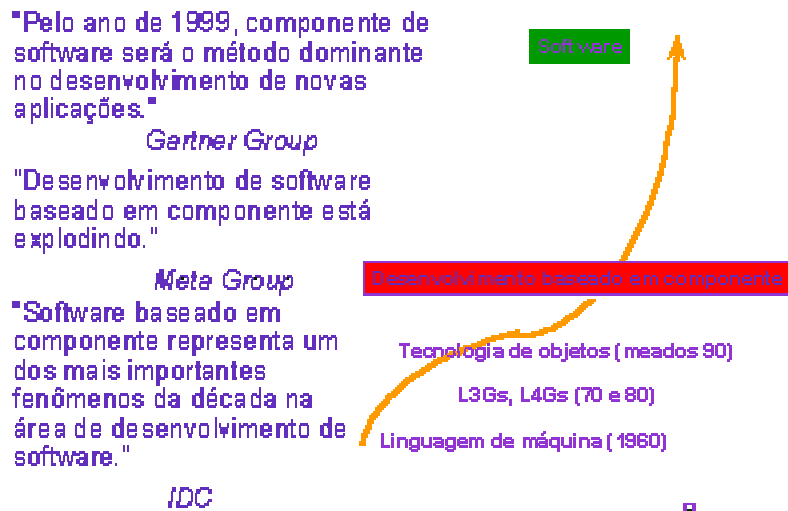 "Pelo ano de 1999, componente de
software será o método dominante
no desenvolvimento de novas
aplicações."
Gartner Group
"Desenvolvimento de software
baseado em componente está
explodindo."
Meta Group
"Software baseado em
componente representa um
dos mais importantes
fenômenos da década na
área de desenvolvimento de
software."
IDC
Software
Desenvolvimento baseado em componente
Tecnologia de objetos (meados 90)
L3Gs, L4Gs (70 e 80)
Linguagem de máquina (1960)